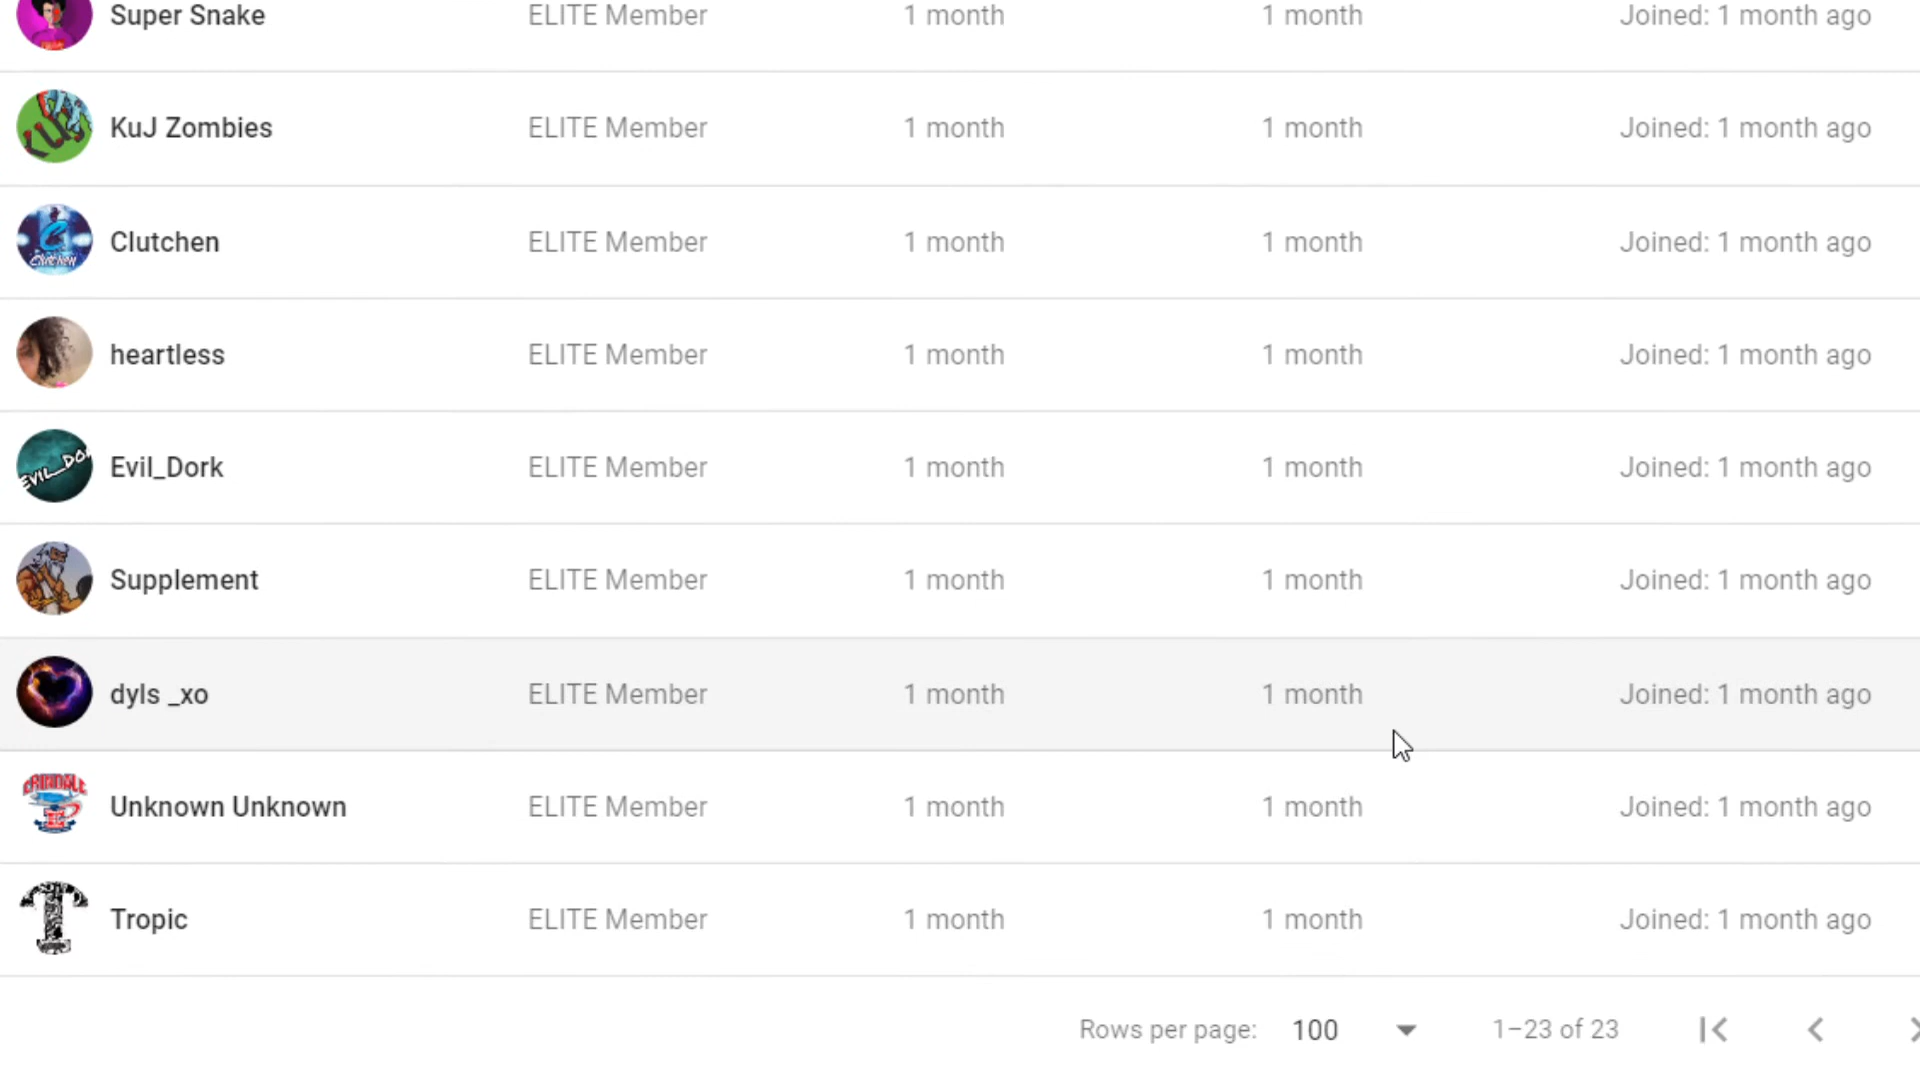 Super Snake ELITE Member 1 month 1 month Joined: 1 month ago
KuJ Zombies ELITE Member 1 month 1 month Joined: 1 month ago
Clutchen ELITE Member 1 month 1 month Joined: 1 month ago
heartless ELITE Member 1 month 1 month Joined: 1 month ago
Evil_Dork ELITE Member 1 month 1 month Joined: 1 month ago
Supplement ELITE Member 1 month 1 month Joined: 1 month ago
dyls _xo ELITE Member 1 month 1 month Joined: 1 month ago
Unknown Unknown ELITE Member 1 month 1 month Joined: 1 month ago
Tropic ELITE Member 1 month 1 month Joined: 1 month ago
Rows per page: 100 1–23 of 23